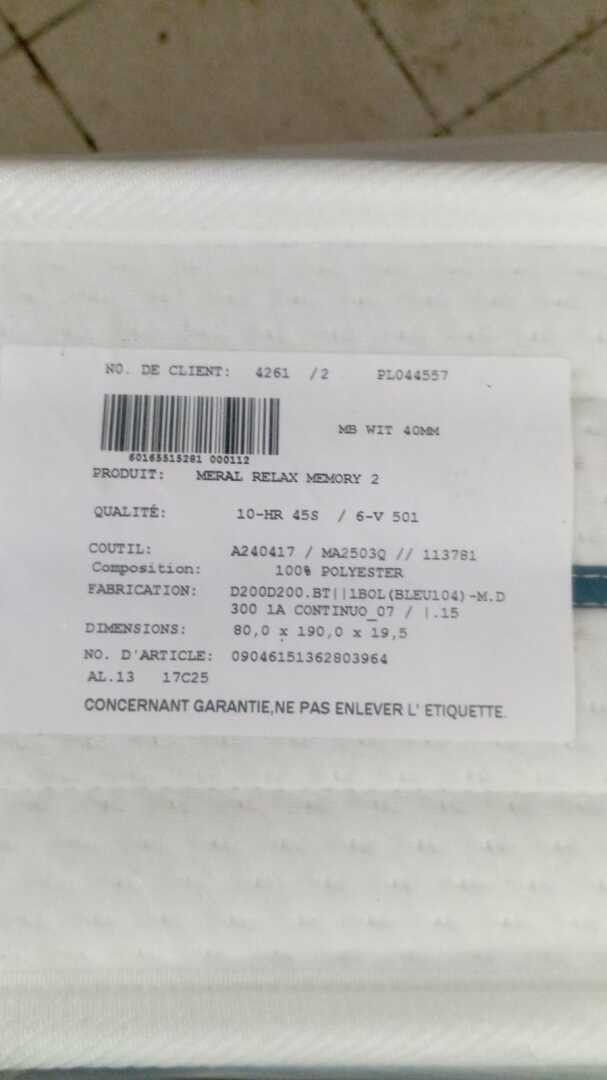 NO. DE CLIENT: 4261 /2 PL044557
MB WIT 40MM
60165515281 000112
PRODUIT: MERAL RELAX MEMORY 2
QUALITÉ: 10-HR 45S / 6-V 501
COUTIL: A240417 / MA2503Q // 113781
Composition: 100% POLYESTER
FABRICATION: D200D200.BT||1BOL(BLEU104)-M.D
300 1A CONTINUO_07 / |.15
DIMENSIONS: 80,0 x 190,0 x 19,5
NO. D'ARTICLE: 09046151362803964
AL.13 17C25
CONCERNANT GARANTIE,NE PAS ENLEVER L' ETIQUETTE.